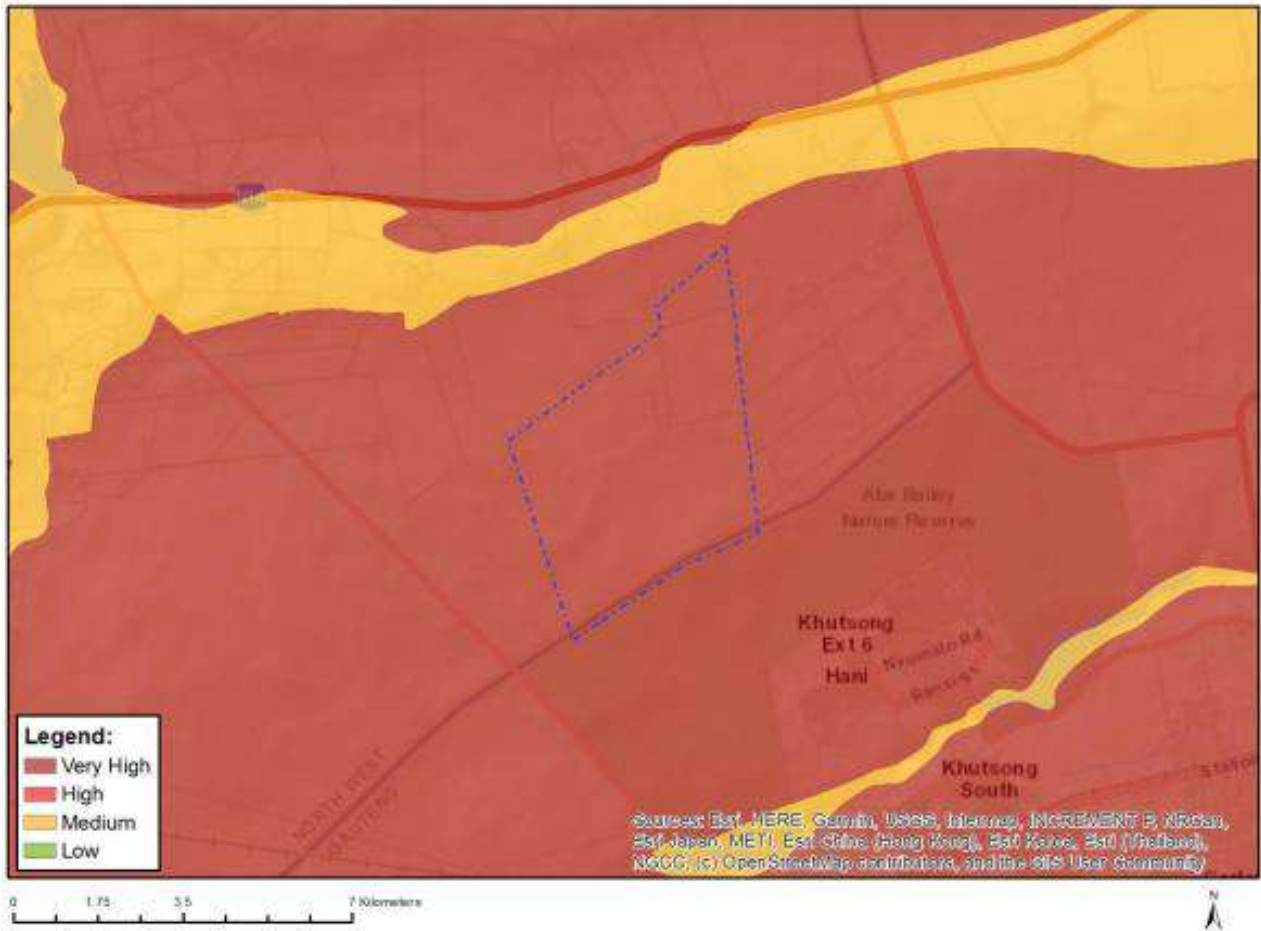 Abe Bailey
Nature Reserve
Khutsong
Ext 6
Hani
Khutsong
South
NORTH WEST
GAUTENG
Legend:
Very High
High
Medium
Low
Sources: Esri, HERE, Garmin, USGS, Intermap, INCREMENT P, NRCan,
Esri Japan, METI, Esri China (Hong Kong), Esri Korea, Esri (Thailand),
NGCC, (c) OpenStreetMap contributors, and the GIS User Community
0 1.75 3.5 7 Kilometers
N